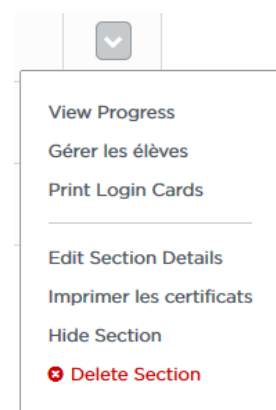 View Progress
Gérer les élèves
Print Login Cards
Edit Section Details
Imprimer les certificats
Hide Section
Delete Section